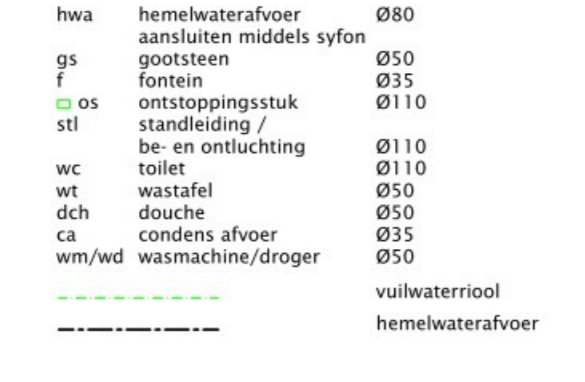 hwa hemelwaterafvoer Ø80
aansluiten middels syfon
gs gootsteen Ø50
f fontein Ø35
os ontstoppingsstuk Ø110
stl standleiding /
be- en ontluchting Ø110
wc toilet Ø110
wt wastafel Ø50
dch douche Ø50
ca condens afvoer Ø35
wm/wd wasmachine/droger Ø50
vuilwaterriool
hemelwaterafvoer